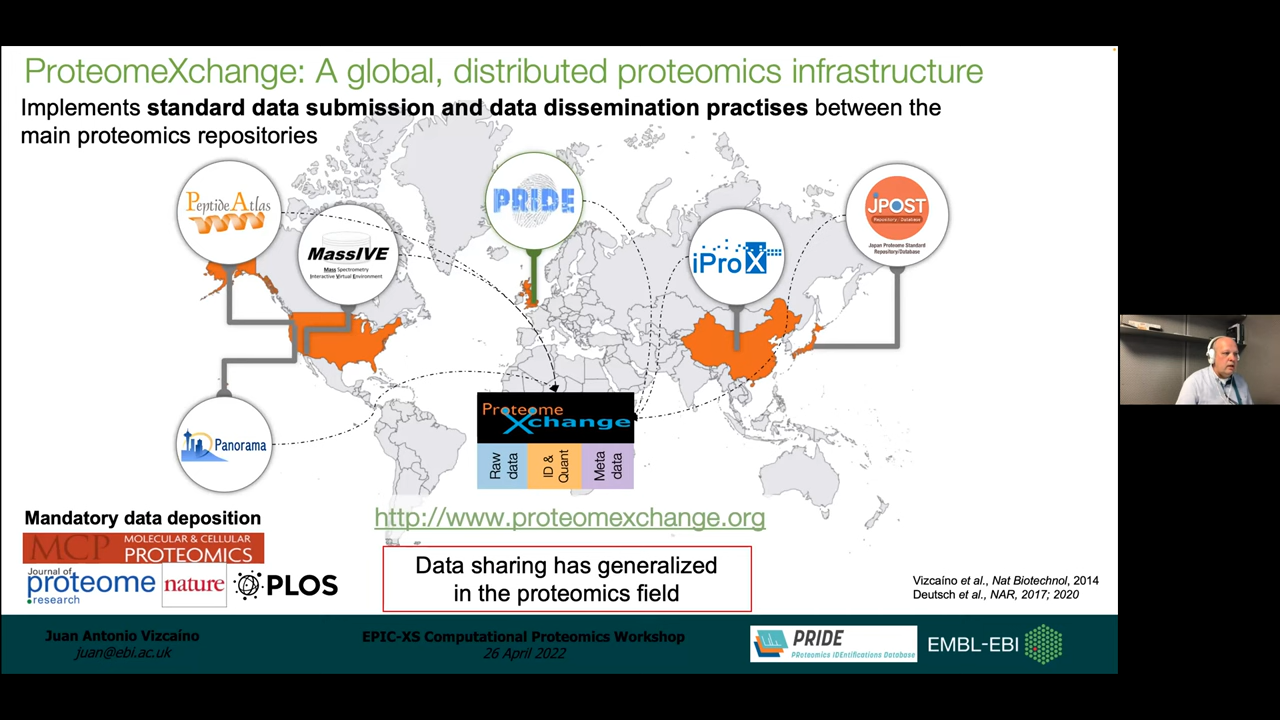 ProteomeXchange: A global, distributed proteomics infrastructure
Implements standard data submission and data dissemination practises between the
main proteomics repositories
PeptideAtlas
MassIVE
Mass Spectrometry
Interactive Virtual Environment
PRIDE
iProX
jPOST
Repository / Database
Japan Proteome Standard
Repository/Database
Panorama
Proteome
Xchange
Raw
data
ID &
Quant
Meta
data
http://www.proteomexchange.org
Mandatory data deposition
MCP
MOLECULAR & CELLULAR
PROTEOMICS
Journal of
proteome
research
nature
PLOS
Data sharing has generalized
in the proteomics field
Vizcaíno et al., Nat Biotechnol, 2014
Deutsch et al., NAR, 2017; 2020
Juan Antonio Vizcaíno
juan@ebi.ac.uk
EPIC-XS Computational Proteomics Workshop
26 April 2022
PRIDE
PRoteomics IDEntifications Database
EMBL-EBI